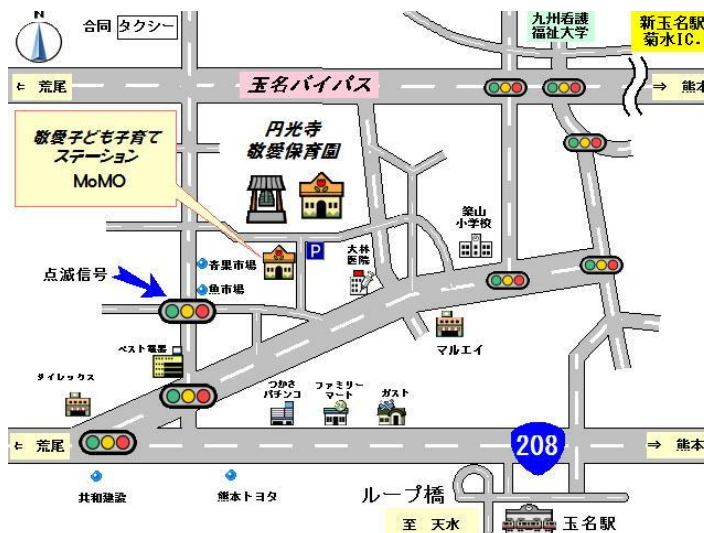 N
合同 タクシー
九州看護
福祉大学
新玉名駅
菊水IC.
⇐ 荒尾
玉名バイパス
⇒ 熊本
敬愛子ども子育て
ステーション
MoMO
円光寺
敬愛保育園
築山
小学校
P
大林
医院
青果市場
点滅信号
魚市場
マルエイ
ベスト電器
ダイレックス
つかさ
パチンコ
ファミリー
マート
ガスト
⇐ 荒尾
208
⇒ 熊本
共和建設
熊本トヨタ
ループ橋
至 天水
玉名駅